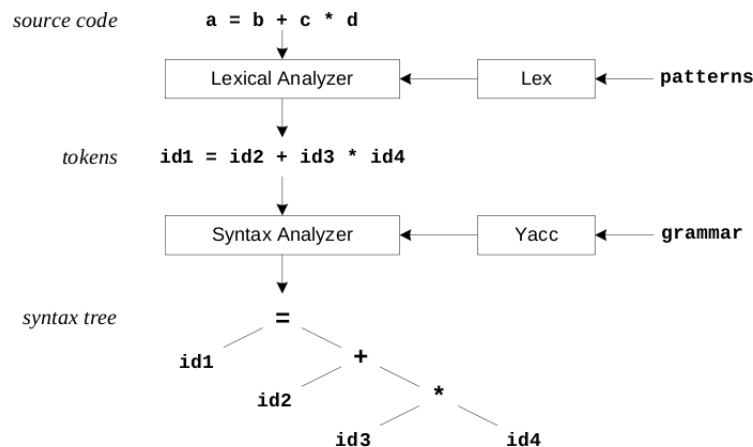 source code a = b + c * d
Lexical Analyzer Lex patterns
tokens id1 = id2 + id3 * id4
Syntax Analyzer Yacc grammar
syntax tree =
id1 +
id2 *
id3 id4